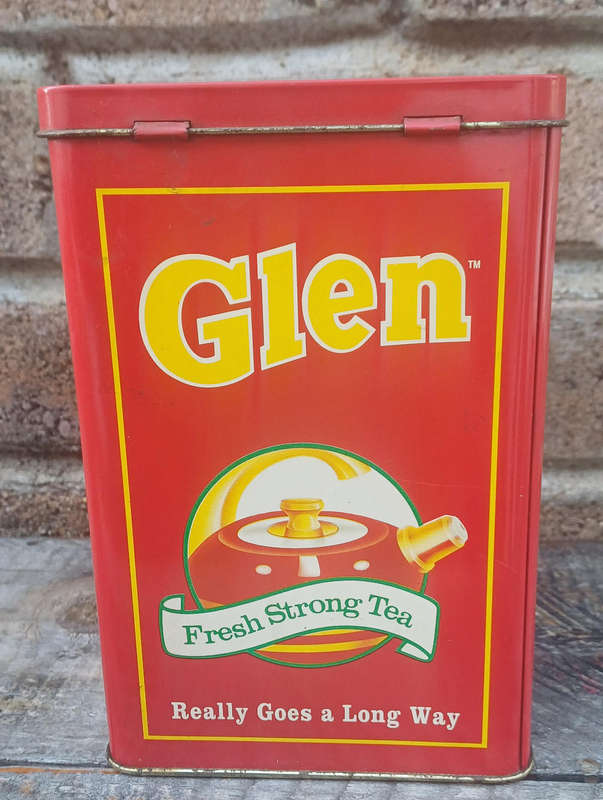 Glen™
Fresh Strong Tea
Really Goes a Long Way